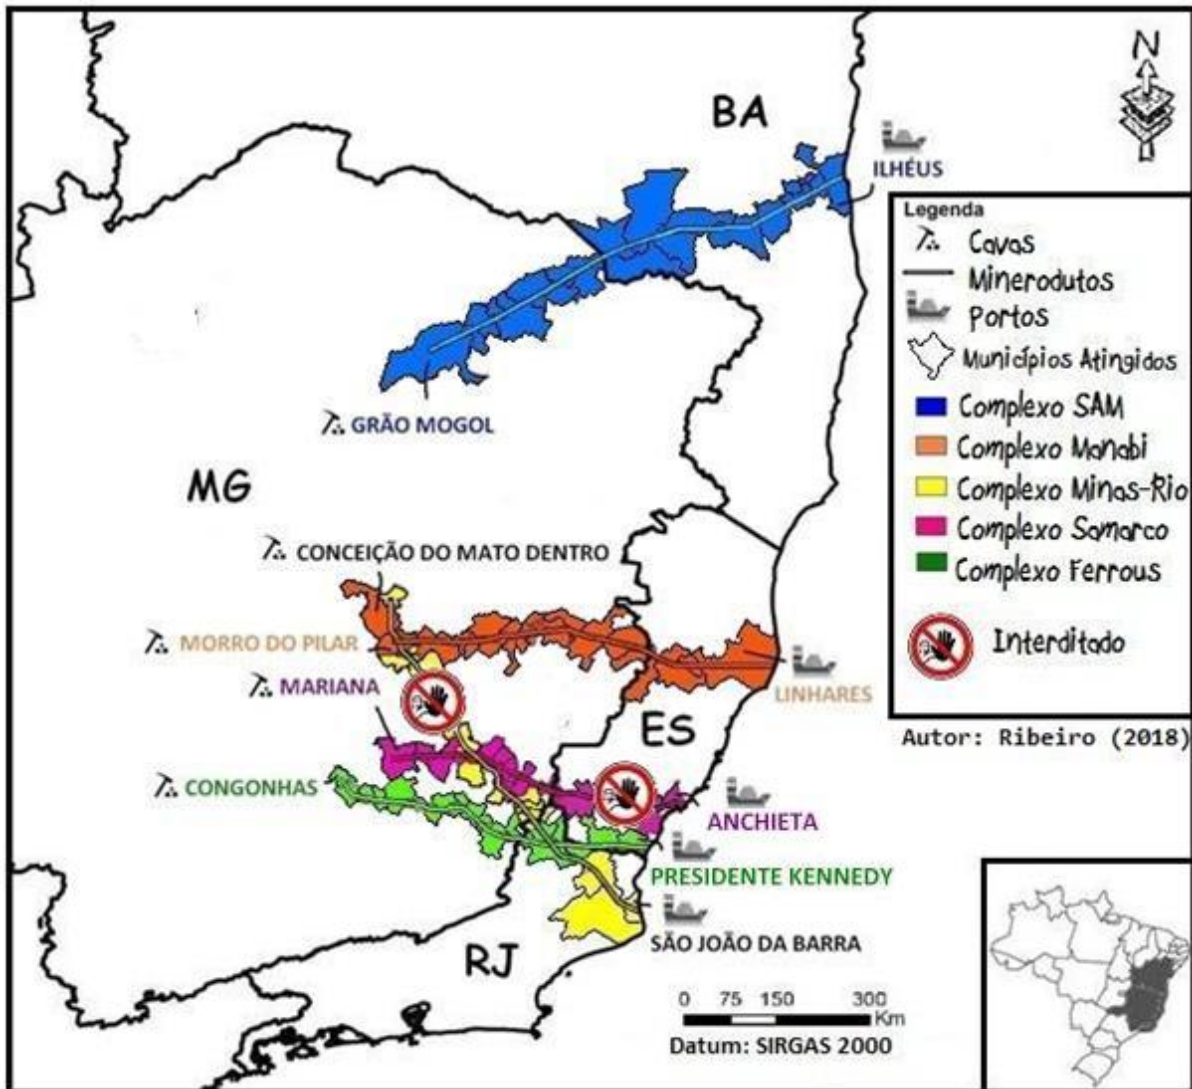 N
BA
ILHÉUS
GRÃO MOGOL
MG
CONCEIÇÃO DO MATO DENTRO
MORRO DO PILAR
MARIANA
LINHARES
ES
CONGONHAS
ANCHIETA
PRESIDENTE KENNEDY
SÃO JOÃO DA BARRA
RJ
0 75 150 300
Km
Datum: SIRGAS 2000
Legenda
Cavas
Minerodutos
Portos
Municípios Atingidos
Complexo SAM
Complexo Manabi
Complexo Minas-Rio
Complexo Samarco
Complexo Ferrous
Interditado
Autor: Ribeiro (2018)